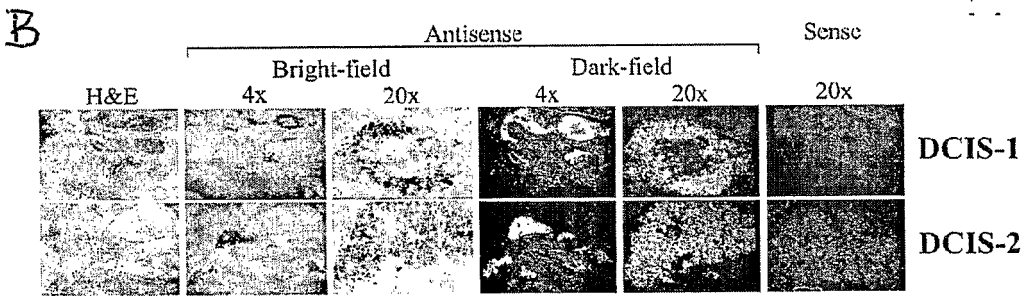 B
Antisense Sense
Bright-field Dark-field
H&E 4x 20x 4x 20x 20x
DCIS-1
DCIS-2